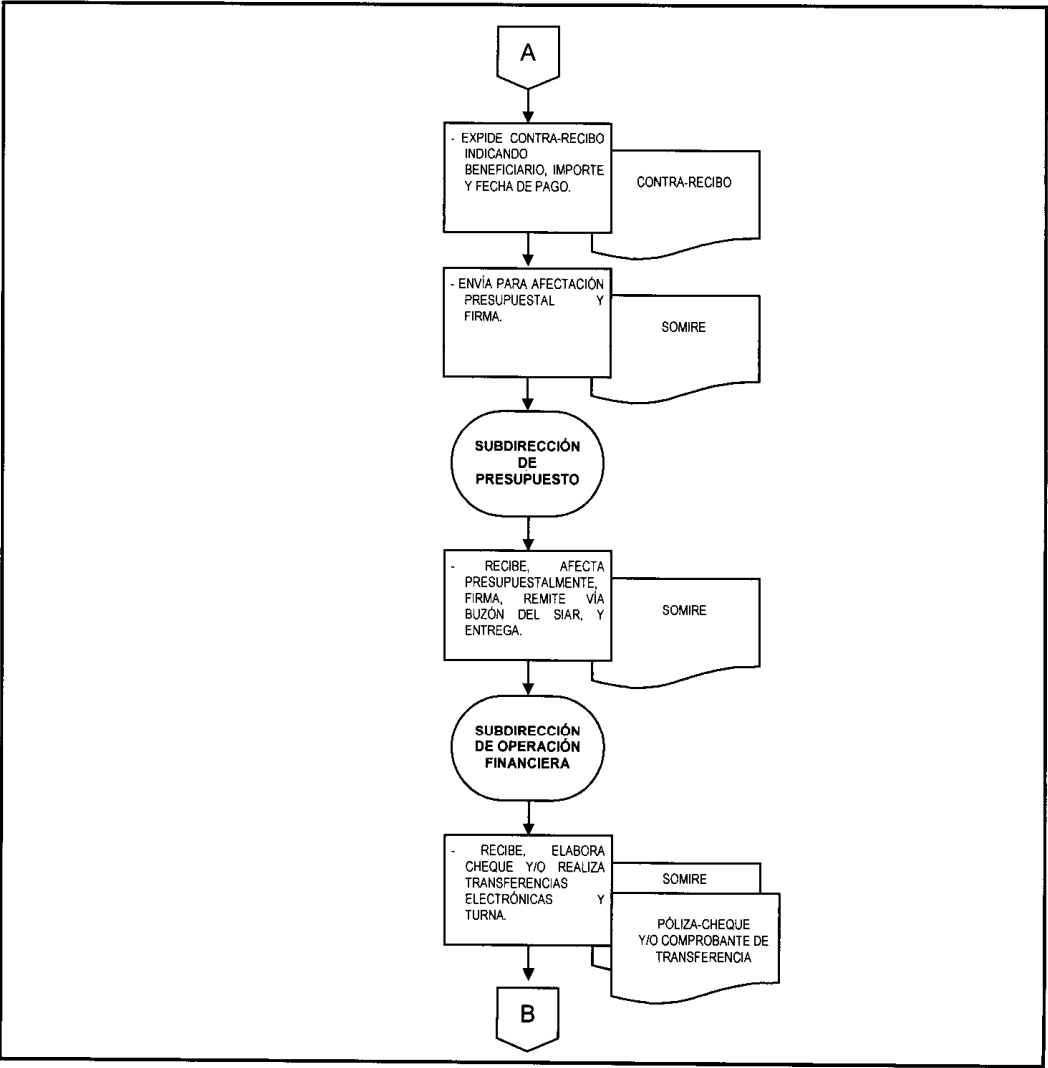 A
- EXPIDE CONTRA-RECIBO
INDICANDO
BENEFICIARIO, IMPORTE
Y FECHA DE PAGO.
CONTRA-RECIBO
- ENVÍA PARA AFECTACIÓN
PRESUPUESTAL Y
FIRMA.
SOMIRE
SUBDIRECCIÓN
DE
PRESUPUESTO
- RECIBE, AFECTA
PRESUPUESTALMENTE,
FIRMA, REMITE VÍA
BUZÓN DEL SIAR, Y
ENTREGA.
SOMIRE
SUBDIRECCIÓN
DE OPERACIÓN
FINANCIERA
- RECIBE, ELABORA
CHEQUE Y/O REALIZA
TRANSFERENCIAS
ELECTRÓNICAS Y
TURNA.
SOMIRE
PÓLIZA-CHEQUE
Y/O COMPROBANTE DE
TRANSFERENCIA
B